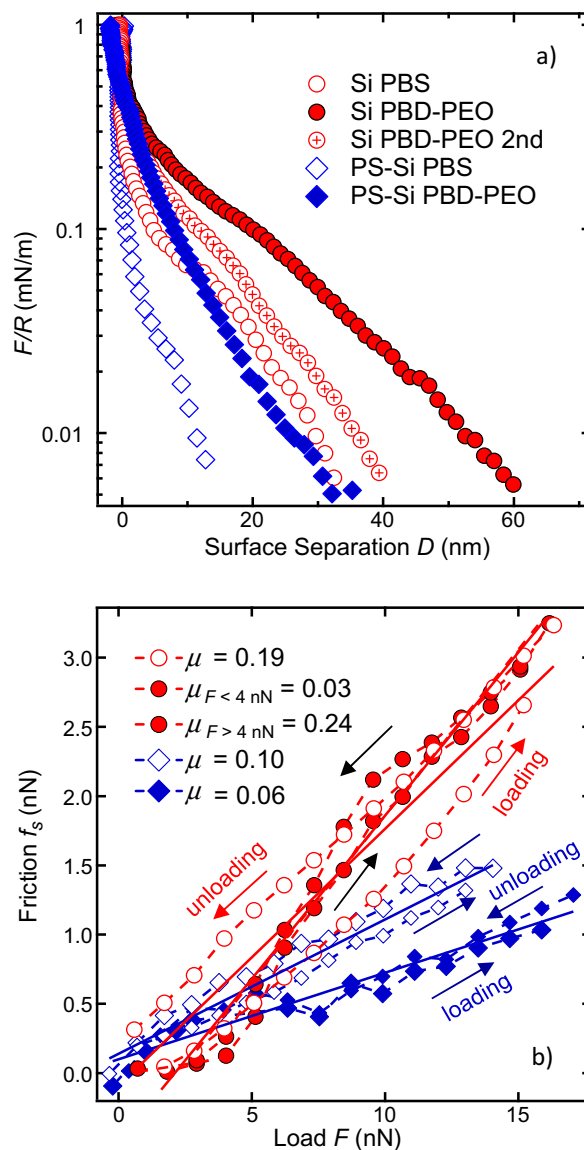 a)
1
0.1
0.01
F/R (mN/m)
Si PBS
Si PBD-PEO
Si PBD-PEO 2nd
PS-Si PBS
PS-Si PBD-PEO
0 20 40 60
Surface Separation D (nm)
3.0
2.5
2.0
1.5
1.0
0.5
0.0
Friction fs (nN)
μ = 0.19
μF < 4 nN = 0.03
μF > 4 nN = 0.24
μ = 0.10
μ = 0.06
unloading
loading
unloading
loading
b)
0 5 10 15
Load F (nN)